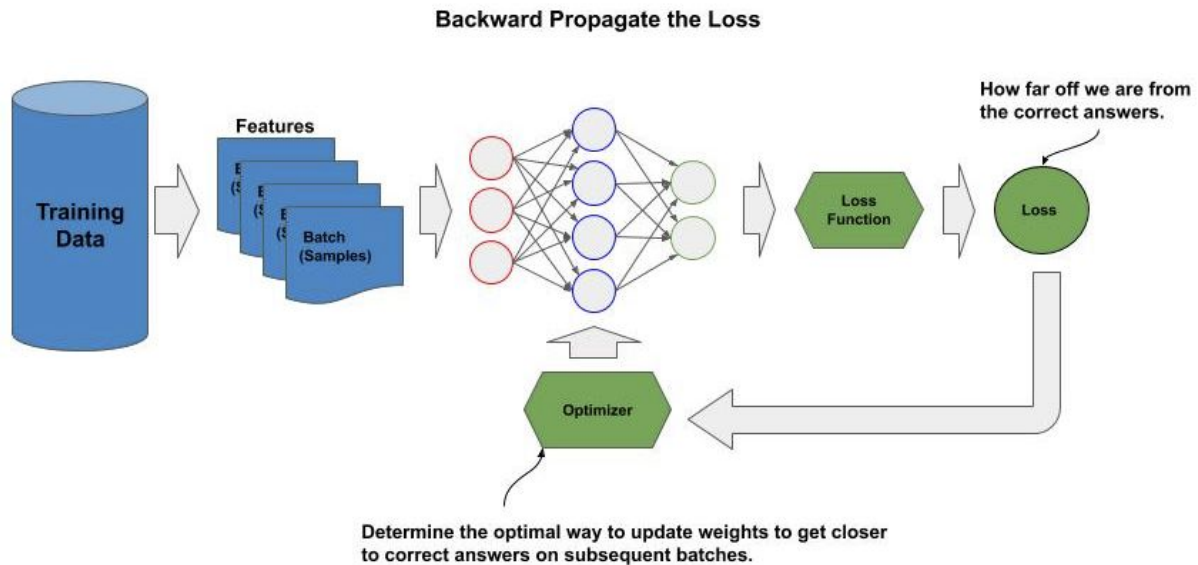 Backward Propagate the Loss
How far off we are from
the correct answers.
Features
Training
Data
B
(S
B
(S
B
(S
Batch
(Samples)
Loss
Function
Loss
Optimizer
Determine the optimal way to update weights to get closer
to correct answers on subsequent batches.